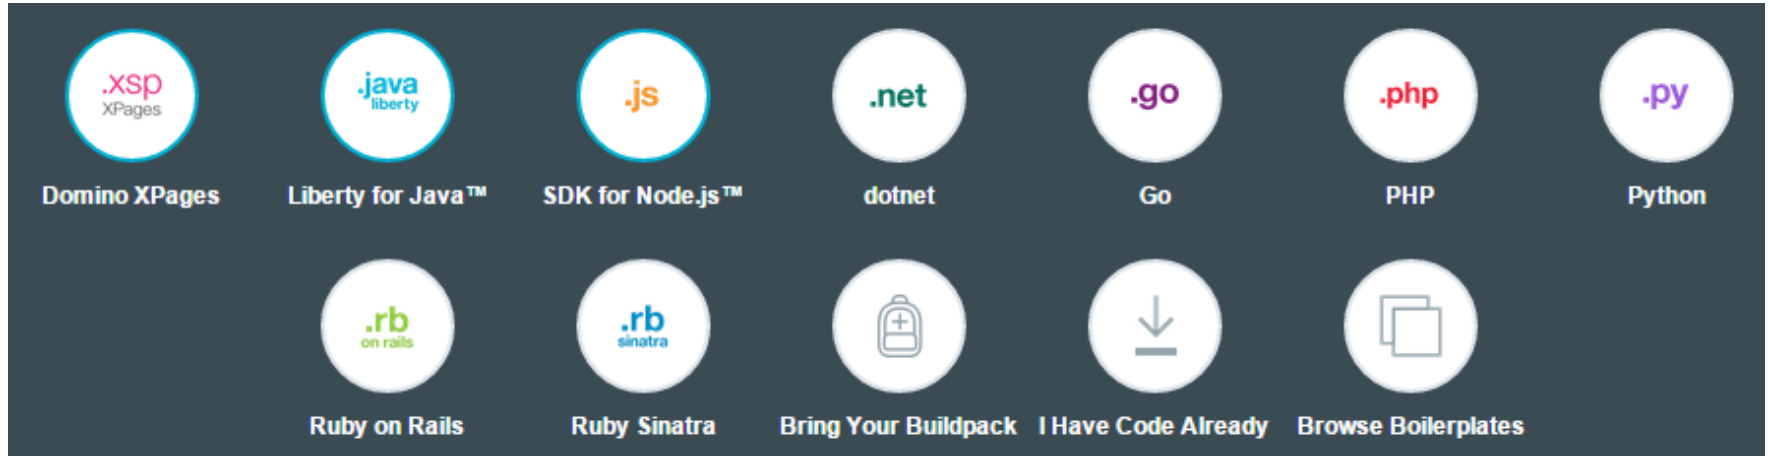 .xsp
XPages
.java
liberty
.js
.net
.go
.php
.py
Domino XPages
Liberty for Java™
SDK for Node.js™
dotnet
Go
PHP
Python
.rb
on rails
.rb
sinatra
Ruby on Rails
Ruby Sinatra
Bring Your Buildpack
I Have Code Already
Browse Boilerplates